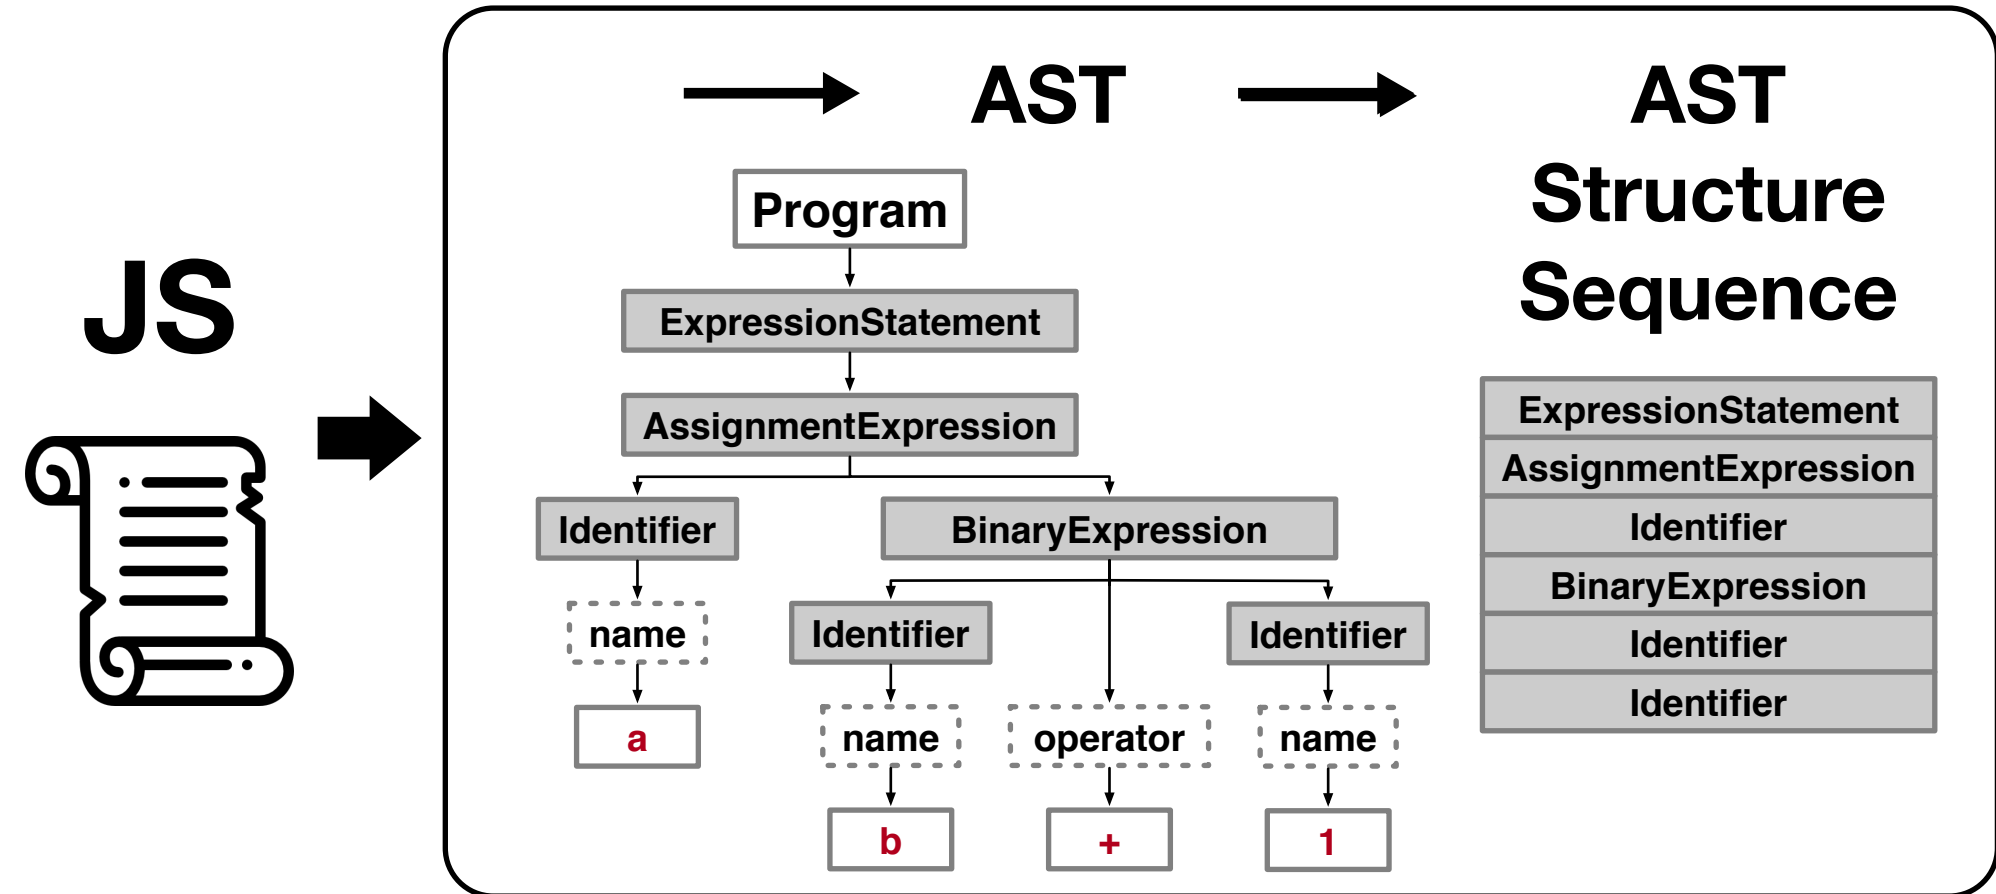 JS
AST
AST
Structure
Sequence
Program
ExpressionStatement
AssignmentExpression
Identifier
BinaryExpression
name
Identifier
Identifier
a
name
operator
name
b
+
1
ExpressionStatement
AssignmentExpression
Identifier
BinaryExpression
Identifier
Identifier